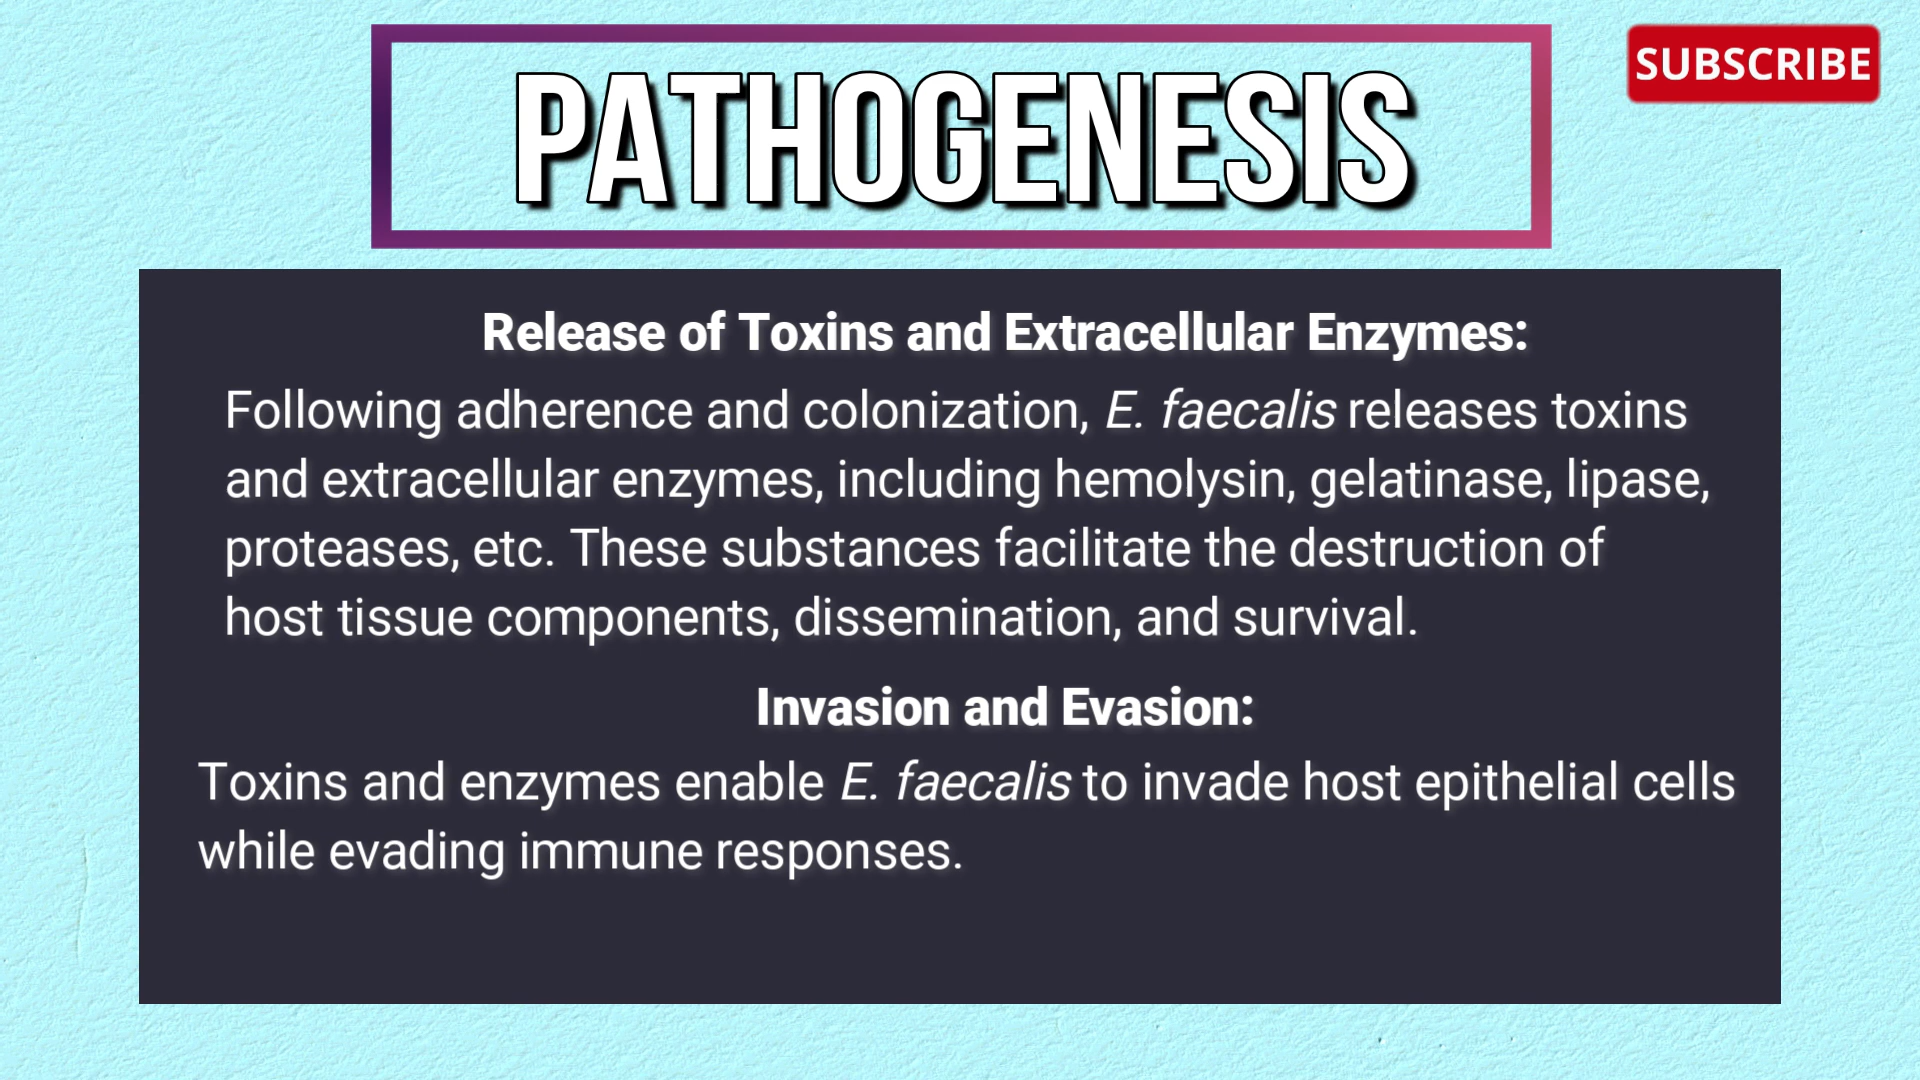 PATHOGENESIS
SUBSCRIBE
Release of Toxins and Extracellular Enzymes:
Following adherence and colonization, E. faecalis releases toxins
and extracellular enzymes, including hemolysin, gelatinase, lipase,
proteases, etc. These substances facilitate the destruction of
host tissue components, dissemination, and survival.
Invasion and Evasion:
Toxins and enzymes enable E. faecalis to invade host epithelial cells
while evading immune responses.